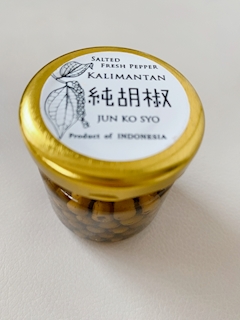 Salted
Fresh Pepper
Kalimantan
純胡椒
JUN KO SYO
Product of INDONESIA